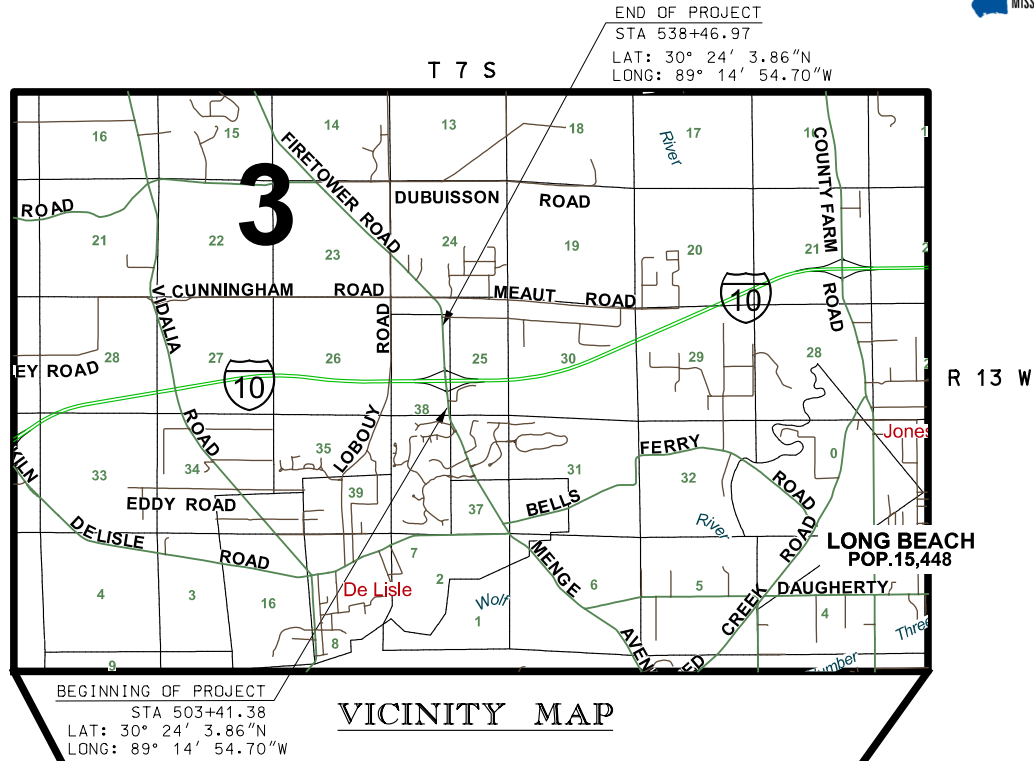 MISS
END OF PROJECT
STA 538+46.97
LAT: 30° 24′ 3.86″N
LONG: 89° 14′ 54.70″W
T 7 S
16
15
14
13
18
17
River
16
COUNTY FARM
FIRETOWER ROAD
3
DUBUISSON ROAD
ROAD
21
22
23
24
19
20
21
CUNNINGHAM ROAD
MEAUT ROAD
10
ROAD
VIDALIA
ROAD
ROAD
28
27
26
25
30
29
28
EY ROAD
10
R 13 W
38
LOBOUY
Jones
KILN
33
34
35
39
31
FERRY
32
0
ROAD
EDDY ROAD
BELLS
37
River
ROAD
DELISLE
ROAD
LONG BEACH
POP.15,448
7
MENGE
De Lisle
2
6
5
DAUGHERTY
4
3
16
Wolf
1
CREEK
4
Three
8
AVEN
ED
umber
9
BEGINNING OF PROJECT
STA 503+41.38
LAT: 30° 24′ 3.86″N
LONG: 89° 14′ 54.70″W
VICINITY MAP